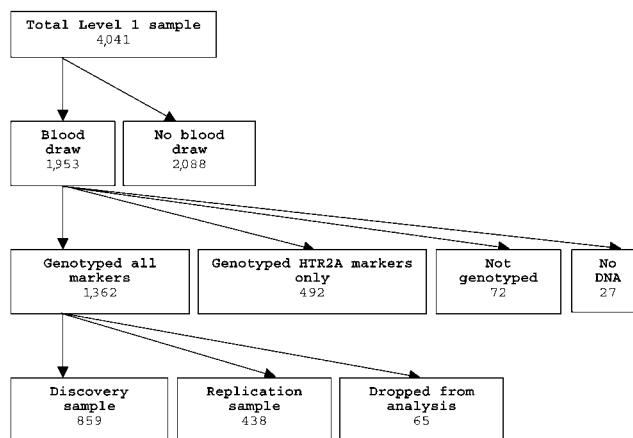 Total Level 1 sample
4,041
Blood
draw
1,953
No blood
draw
2,088
Genotyped all
markers
1,362
Genotyped HTR2A markers
only
492
Not
genotyped
72
No
DNA
27
Discovery
sample
859
Replication
sample
438
Dropped from
analysis
65